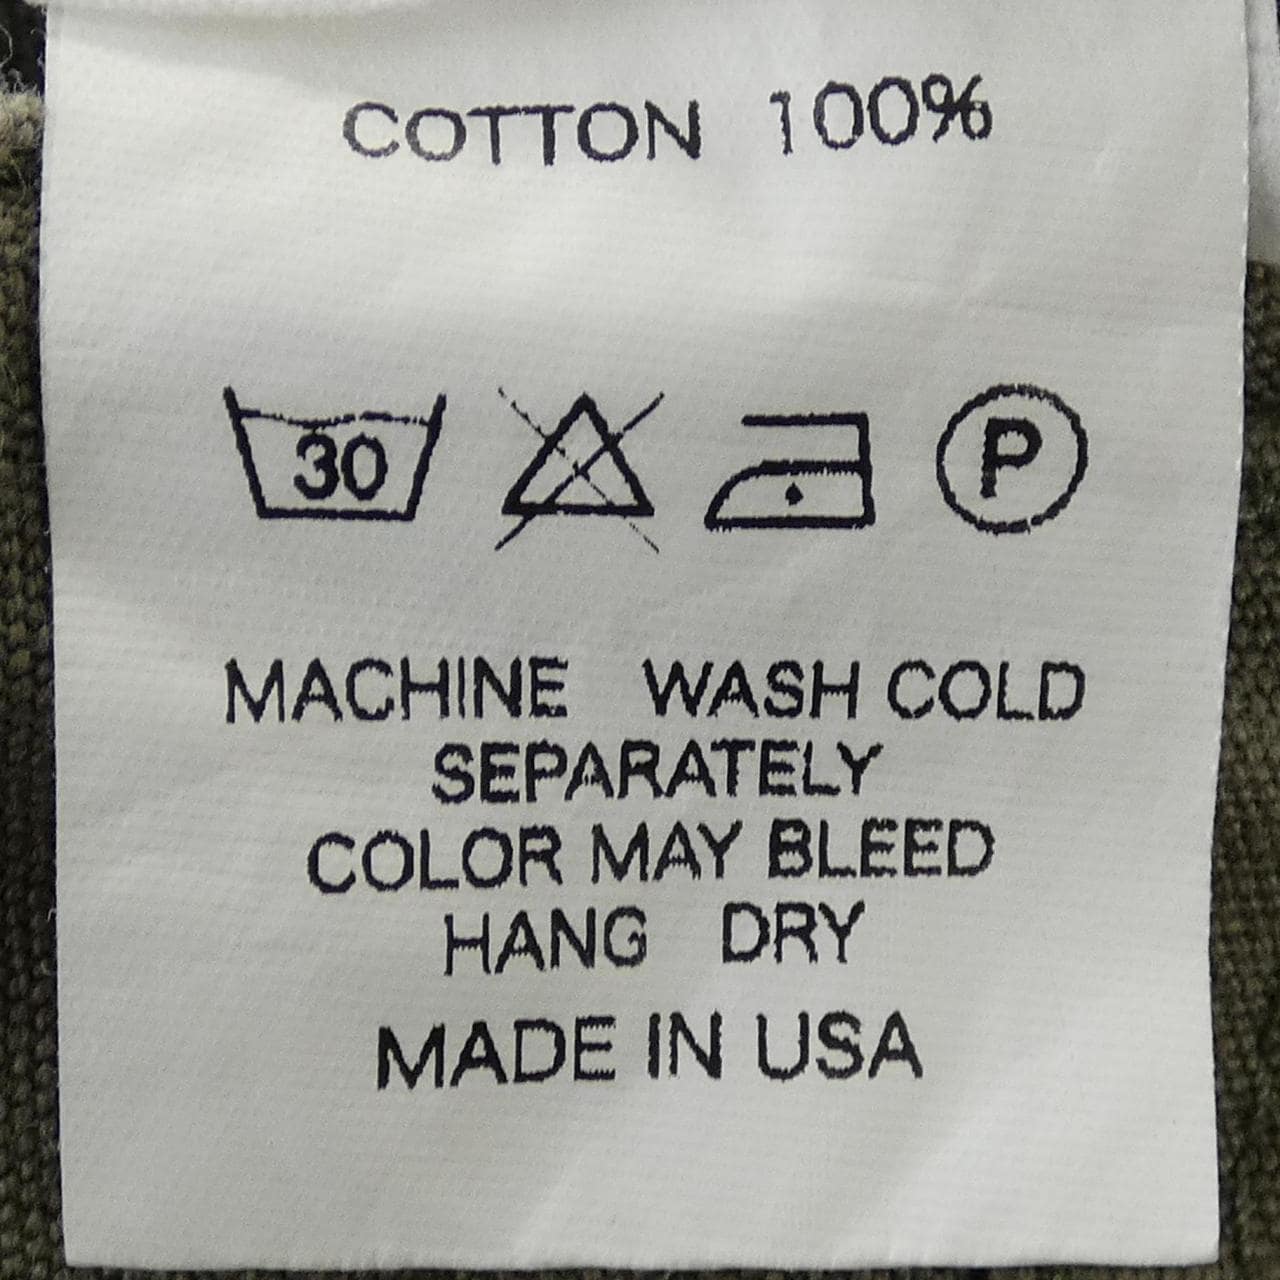 COTTON 100%
30 P
MACHINE WASH COLD
SEPARATELY
COLOR MAY BLEED
HANG DRY
MADE IN USA